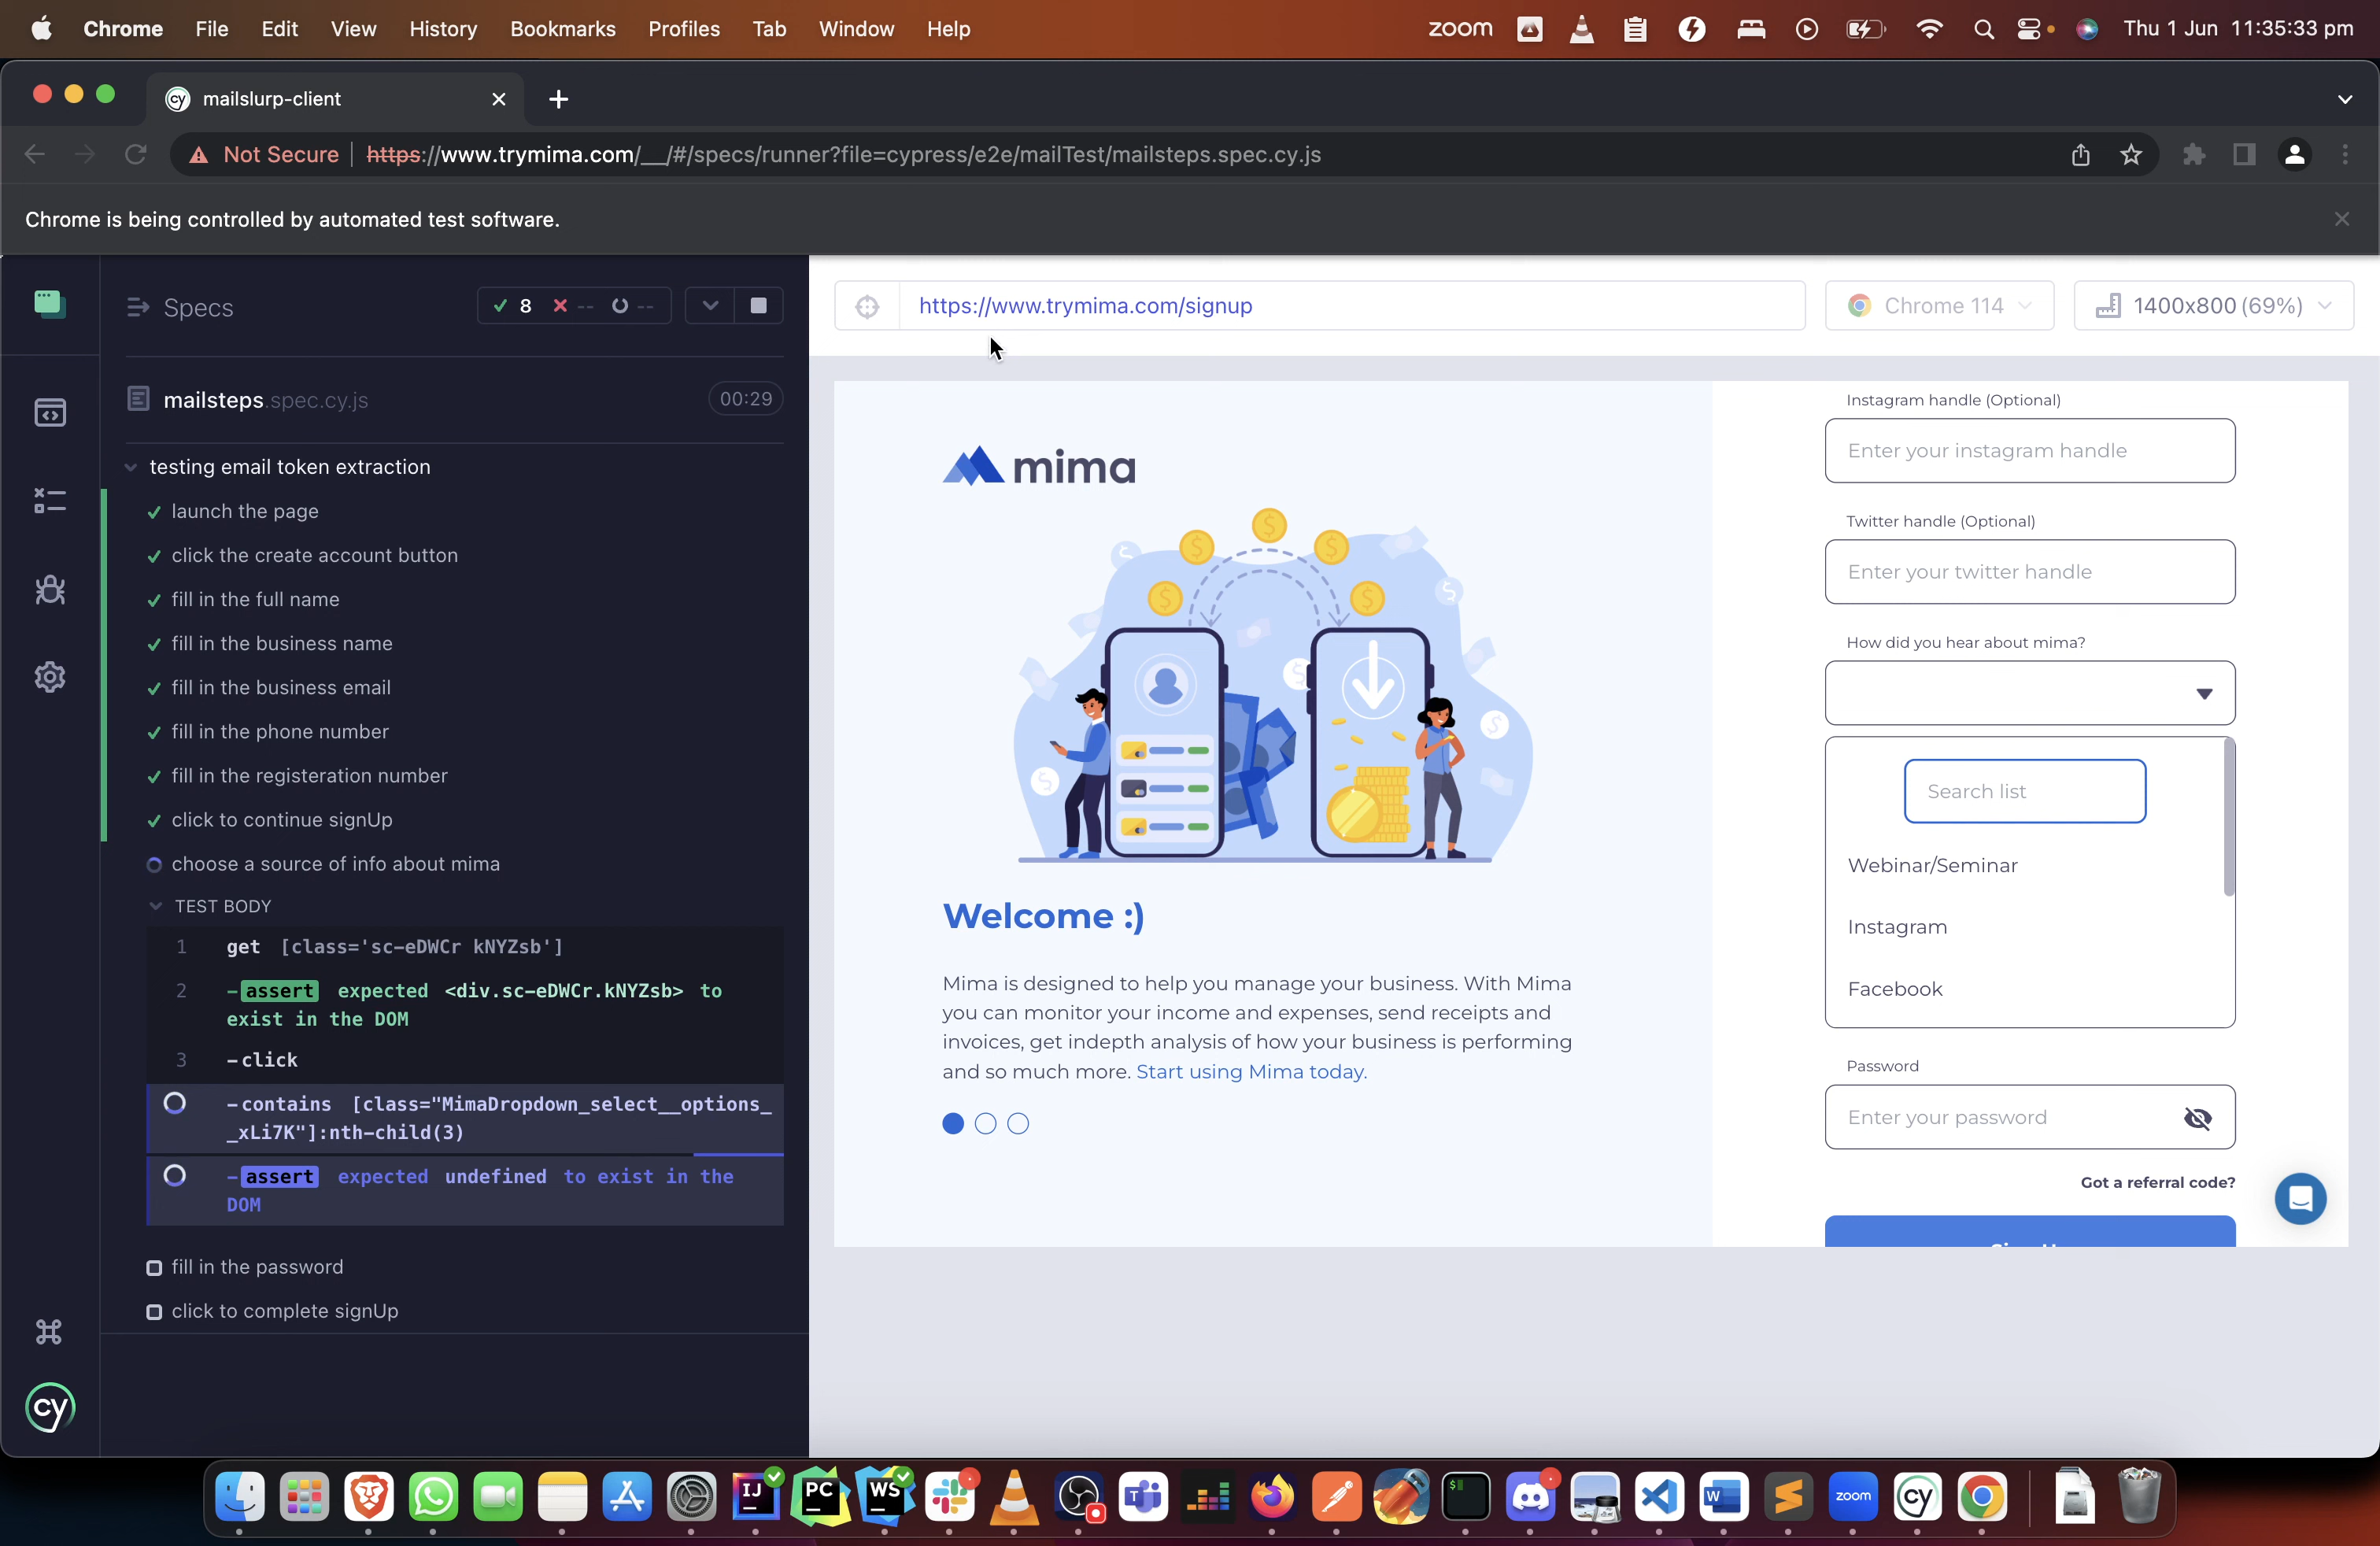 Chrome File Edit View History Bookmarks Profiles Tab Window Help zoom Thu 1 Jun 11:35:33 pm
cy mailslurp-client
Not Secure https://www.trymima.com/__/#/specs/runner?file=cypress/e2e/mailTest/mailsteps.spec.cy.js
Chrome is being controlled by automated test software.
Specs 8 -- --
mailsteps.spec.cy.js 00:29
testing email token extraction
launch the page
click the create account button
fill in the full name
fill in the business name
fill in the business email
fill in the phone number
fill in the registeration number
click to continue signUp
choose a source of info about mima
TEST BODY
1 get [class='sc-eDWCr kNYZsb']
2 -assert expected <div.sc-eDWCr.kNYZsb> to
exist in the DOM
3 -click
-contains [class="MimaDropdown_select__options_
_xLi7K"]:nth-child(3)
-assert expected undefined to exist in the
DOM
fill in the password
click to complete signUp
cy
https://www.trymima.com/signup Chrome 114 1400x800 (69%)
mima
Welcome :)
Mima is designed to help you manage your business. With Mima
you can monitor your income and expenses, send receipts and
invoices, get indepth analysis of how your business is performing
and so much more. Start using Mima today.
Instagram handle (Optional)
Enter your instagram handle
Twitter handle (Optional)
Enter your twitter handle
How did you hear about mima?
Search list
Webinar/Seminar
Instagram
Facebook
Password
Enter your password
Got a referral code?
IJ PC WS T W zoom cy